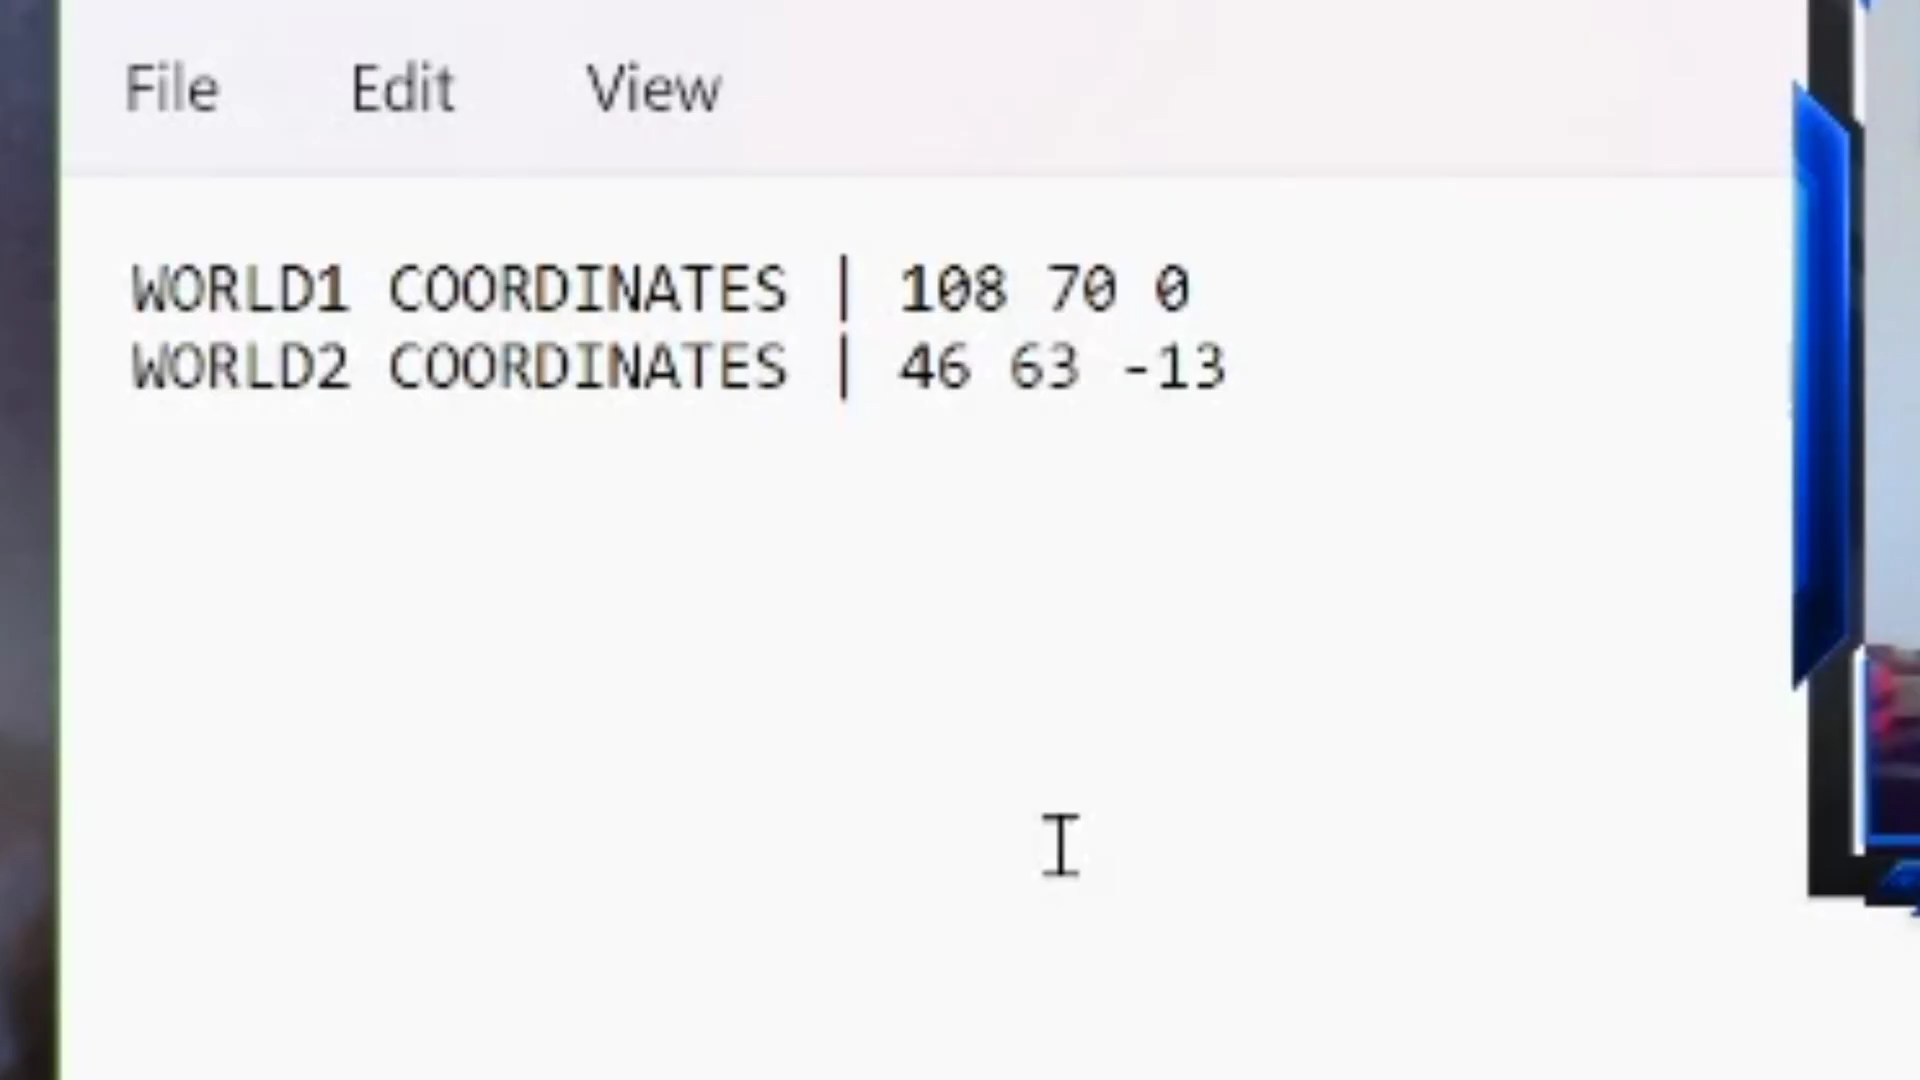 File Edit View
WORLD1 COORDINATES | 108 70 0
WORLD2 COORDINATES | 46 63 -13